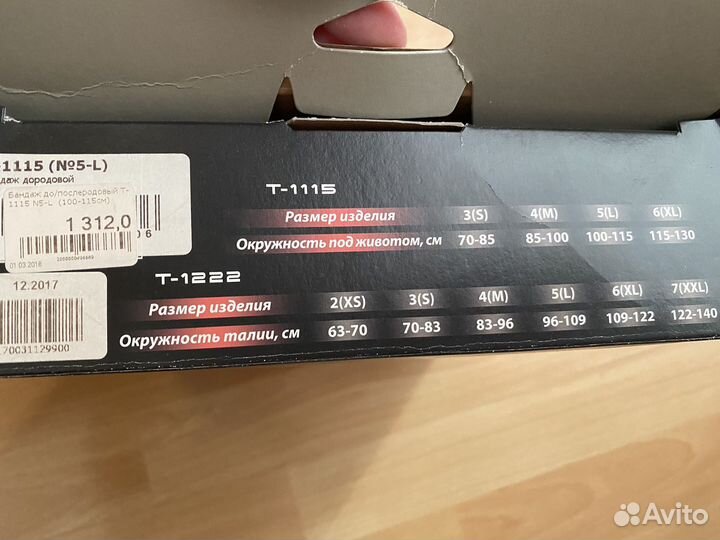 -1115 (№5-L)
даж дородовой
Бандаж до/послеродовый Т-
1115 N5-L (100-115см)
1 312,0
06
01.03.2018
12.2017
70031129900
T-1115
Размер изделия 3(S) 4(M) 5(L) 6(XL)
Окружность под животом, см 70-85 85-100 100-115 115-130
T-1222
Размер изделия 2(XS) 3(S) 4(M) 5(L) 6(XL) 7(XXL)
Окружность талии, см 63-70 70-83 83-96 96-109 109-122 122-140
Avito